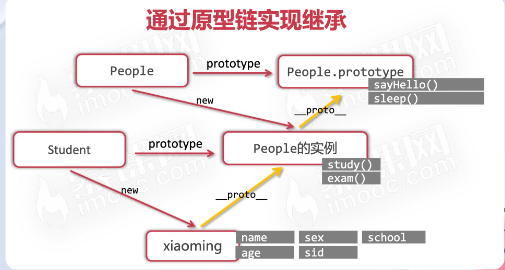 通过原型链实现继承
People
prototype
People.prototype
sayHello()
sleep()
new
__proto__
Student
prototype
People的实例
study()
exam()
new
__proto__
xiaoming
name
sex
school
age
sid